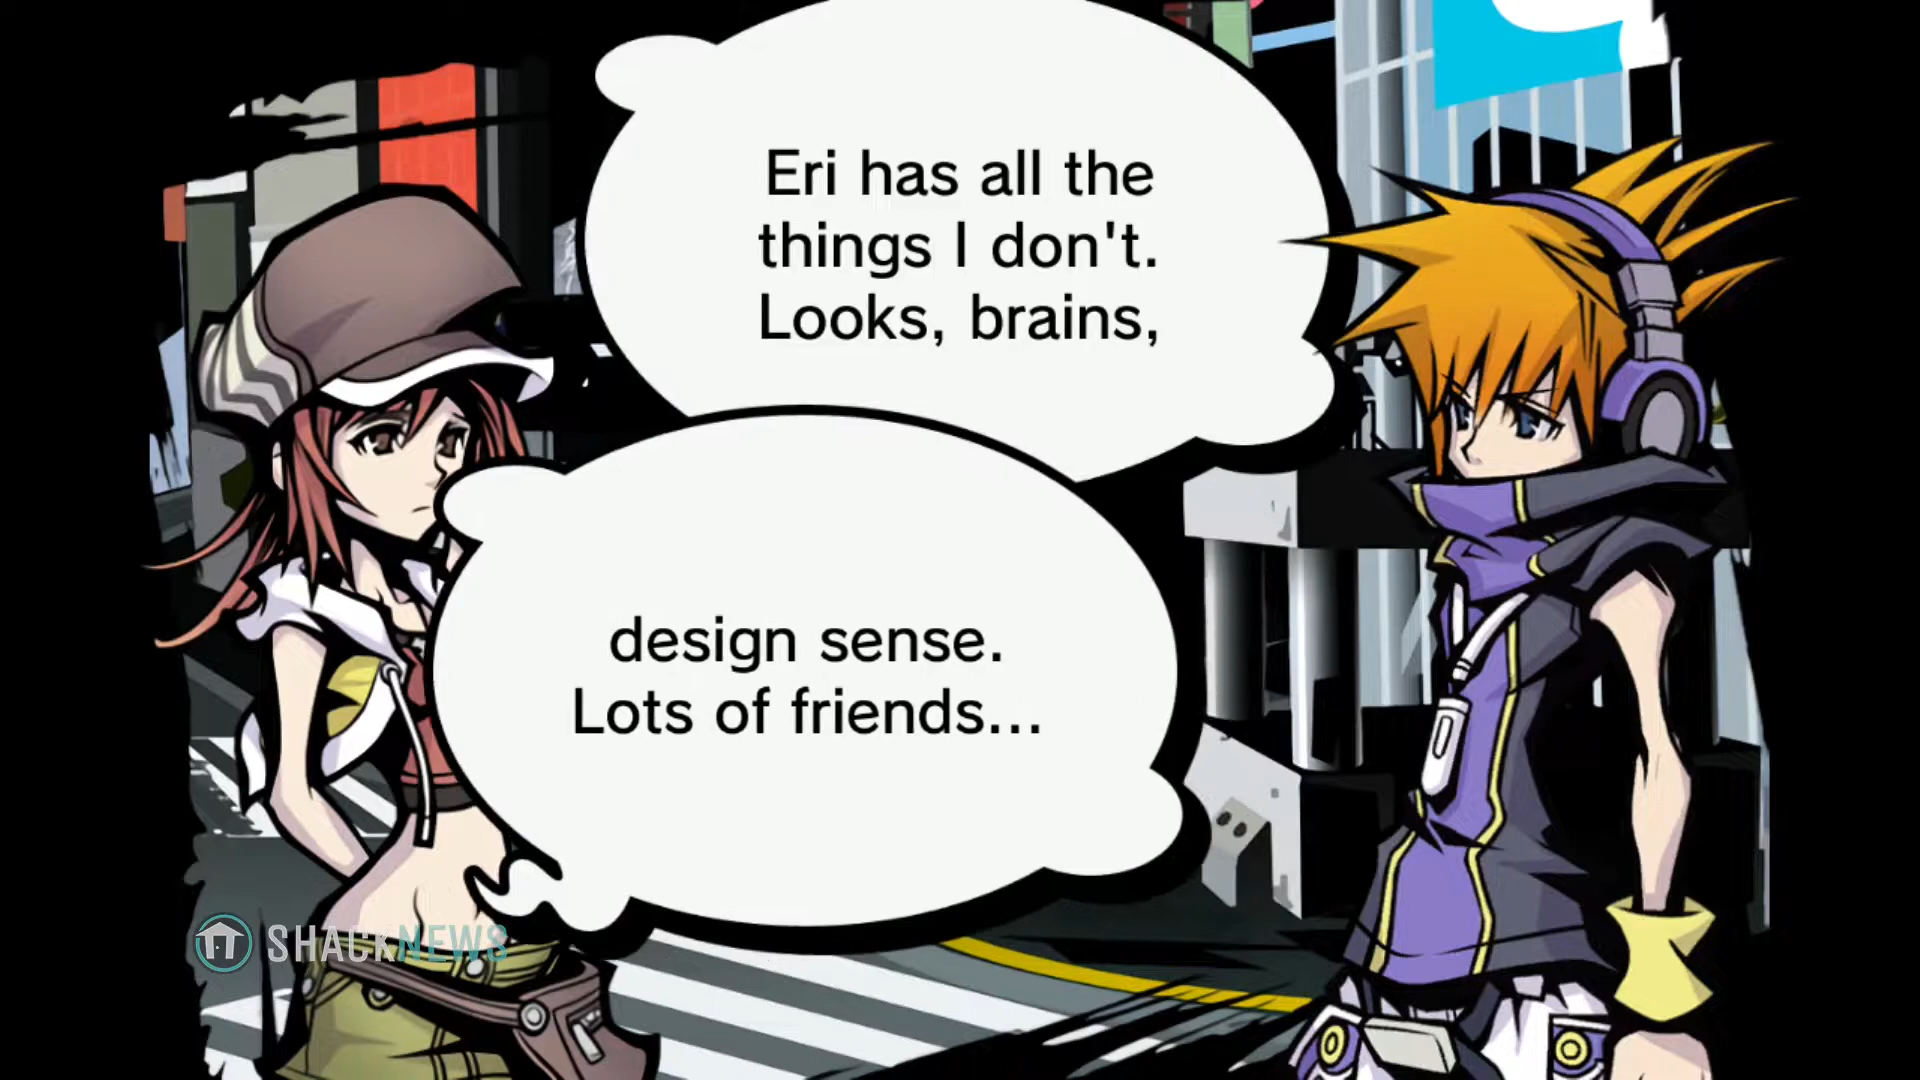 Eri has all the
things I don't.
Looks, brains,
design sense.
Lots of friends...
SHACKNEWS